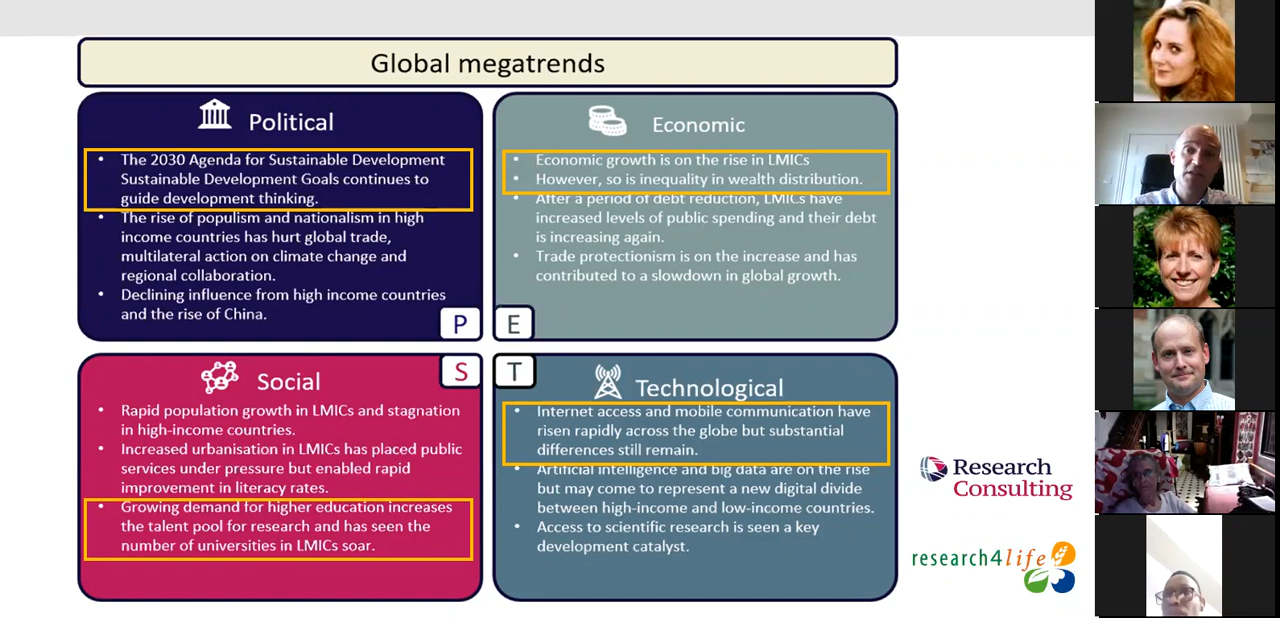 Global megatrends
Political
• The 2030 Agenda for Sustainable Development
Sustainable Development Goals continues to
guide development thinking.
• The rise of populism and nationalism in high
income countries has hurt global trade,
multilateral action on climate change and
regional collaboration.
• Declining influence from high income countries
and the rise of China.
P
Economic
• Economic growth is on the rise in LMICs
• However, so is inequality in wealth distribution.
• After a period of debt reduction, LMICs have
increased levels of public spending and their debt
is increasing again.
• Trade protectionism is on the increase and has
contributed to a slowdown in global growth.
E
Social
S
• Rapid population growth in LMICs and stagnation
in high-income countries.
• Increased urbanisation in LMICs has placed public
services under pressure but enabled rapid
improvement in literacy rates.
• Growing demand for higher education increases
the talent pool for research and has seen the
number of universities in LMICs soar.
T
Technological
• Internet access and mobile communication have
risen rapidly across the globe but substantial
differences still remain.
• Artificial intelligence and big data are on the rise
but may come to represent a new digital divide
between high-income and low-income countries.
• Access to scientific research is seen a key
development catalyst.
Research
Consulting
research4life